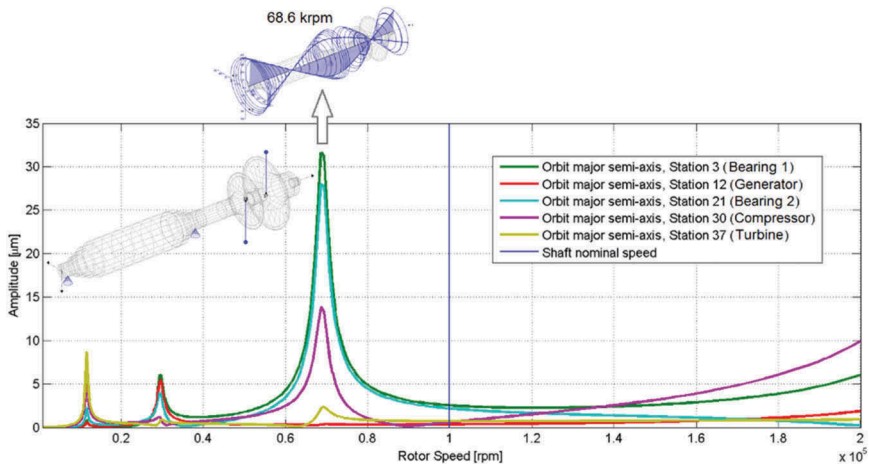 68.6 krpm
35
30
25
20
15
10
5
0
Amplitude [μm]
Orbit major semi-axis, Station 3 (Bearing 1)
Orbit major semi-axis, Station 12 (Generator)
Orbit major semi-axis, Station 21 (Bearing 2)
Orbit major semi-axis, Station 30 (Compressor)
Orbit major semi-axis, Station 37 (Turbine)
Shaft nominal speed
0.2 0.4 0.6 0.8 1 1.2 1.4 1.6 1.8 2
Rotor Speed [rpm]
x 10⁵